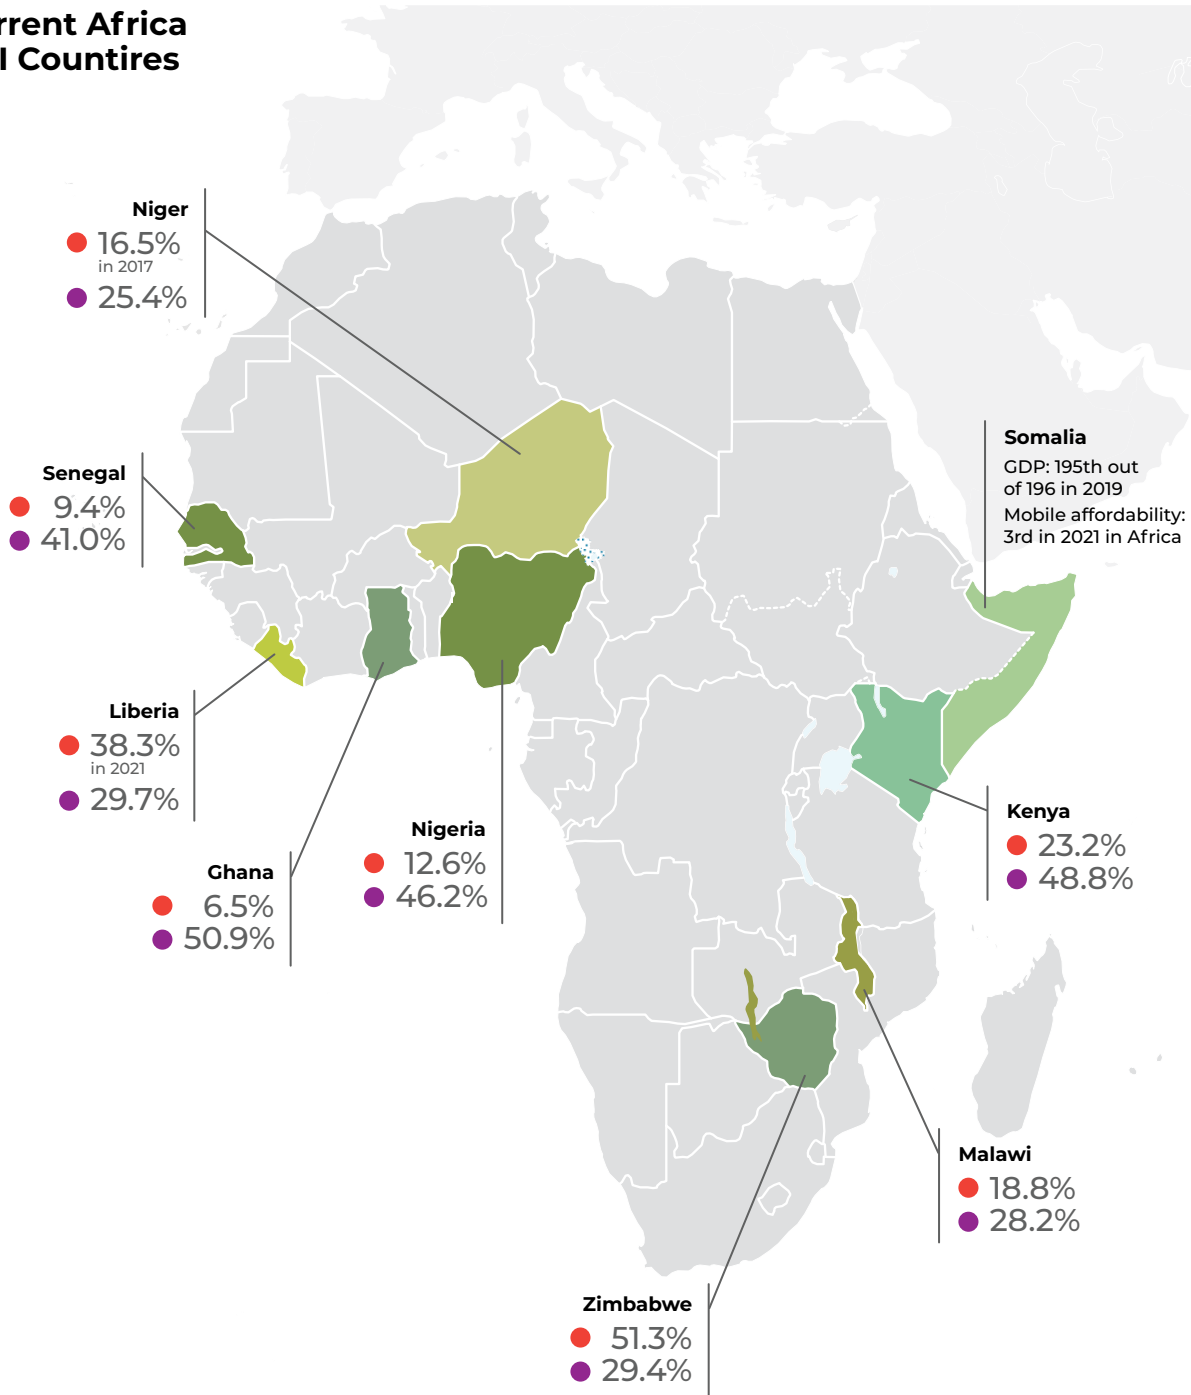 rrent Africa
I Countires
Niger
16.5%
in 2017
25.4%
Senegal
9.4%
41.0%
Somalia
GDP: 195th out
of 196 in 2019
Mobile affordability:
3rd in 2021 in Africa
Liberia
38.3%
in 2021
29.7%
Ghana
6.5%
50.9%
Nigeria
12.6%
46.2%
Kenya
23.2%
48.8%
Malawi
18.8%
28.2%
Zimbabwe
51.3%
29.4%